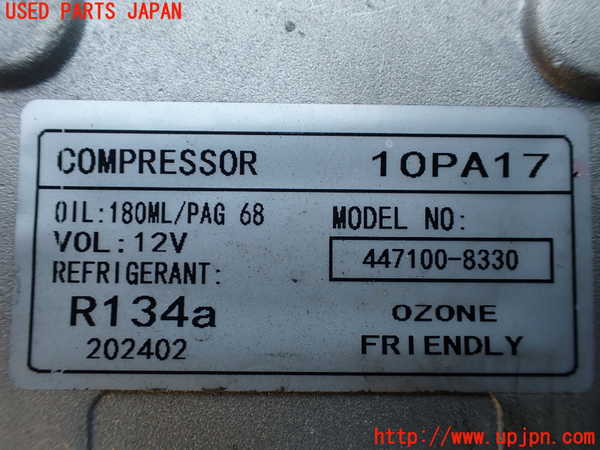 USED PARTS JAPAN
COMPRESSOR 10PA17
OIL:180ML/PAG 68
VOL:12V
REFRIGERANT:
R134a
202402
MODEL NO:
447100-8330
OZONE
FRIENDLY
http://www.upjpn.com